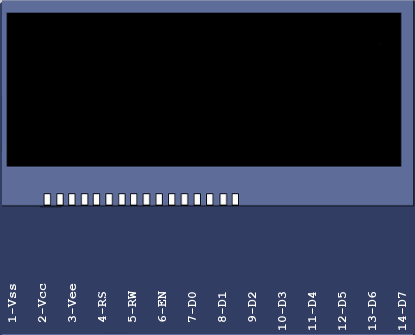 1-Vss
2-Vcc
3-Vee
4-RS
5-RW
6-EN
7-D0
8-D1
9-D2
10-D3
11-D4
12-D5
13-D6
14-D7